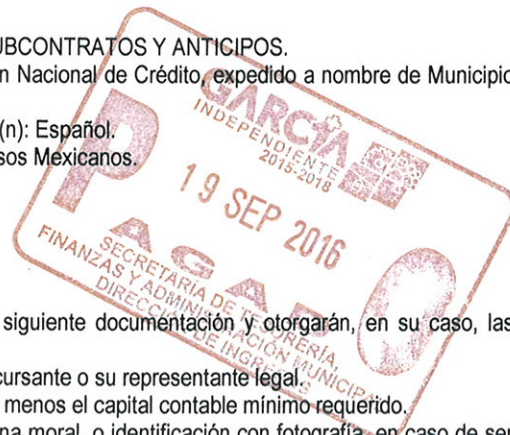 UBCONTRATOS Y ANTICIPOS.
n Nacional de Crédito, expedido a nombre de Municipio
(n): Español.
sos Mexicanos.
GARCÍA
INDEPENDIENTE
2015-2018
19 SEP 2016
PAGADO
SECRETARÍA DE TESORERÍA
FINANZAS Y ADMINISTRACIÓN MUNICIPAL
DIRECCIÓN DE INGRESOS
siguiente documentación y otorgarán, en su caso, las
cursante o su representante legal.
menos el capital contable mínimo requerido.
na moral, o identificación con fotografía, en caso de ser